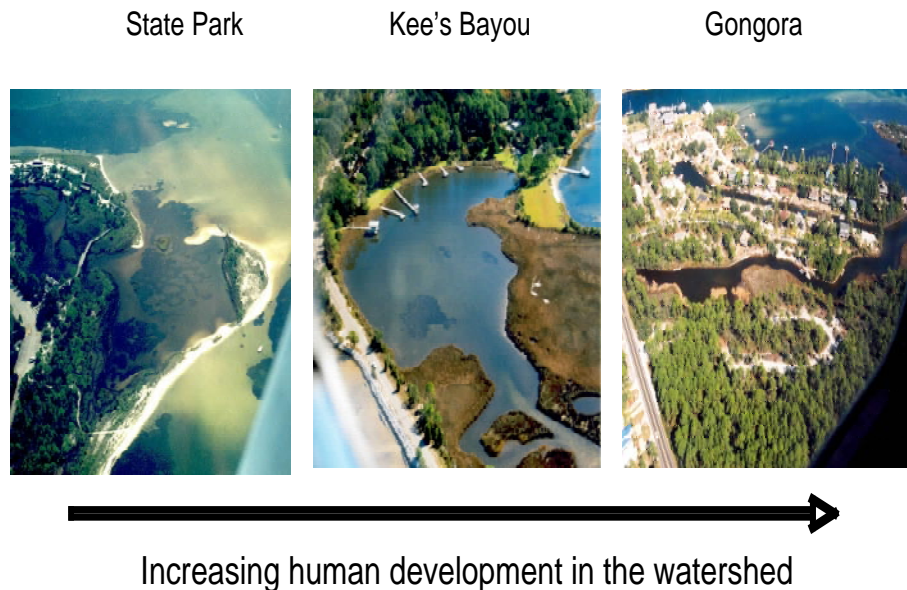 State Park
Kee's Bayou
Gongora
Increasing human development in the watershed